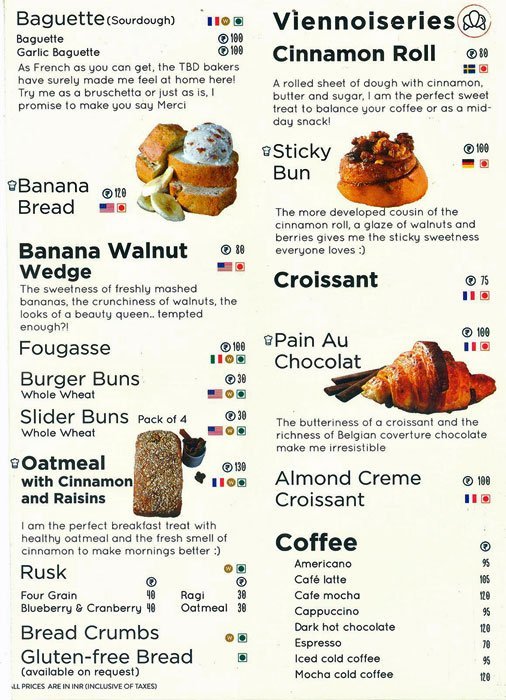 Baguette (Sourdough)
Baguette 100
Garlic Baguette 100
As French as you can get, the TBD bakers
have surely made me feel at home here!
Try me as a bruschetta or just as is, I
promise to make you say Merci
Banana 120
Bread
Banana Walnut 80
Wedge
The sweetness of freshly mashed
bananas, the crunchiness of walnuts, the
looks of a beauty queen.. tempted
enough?!
Fougasse 100
W
Burger Buns 30
Whole Wheat W
Slider Buns Pack of 4 30
Whole Wheat W
Oatmeal 130
with Cinnamon W
and Raisins
I am the perfect breakfast treat with
healthy oatmeal and the fresh smell of
cinnamon to make mornings better :)
Rusk W
Four Grain 40 Ragi 30
Blueberry & Cranberry 40 Oatmeal 30
Bread Crumbs W
Gluten-free Bread
(available on request)
ALL PRICES ARE IN INR (INCLUSIVE OF TAXES)
Viennoiseries
Cinnamon Roll 80
A rolled sheet of dough with cinnamon,
butter and sugar, I am the perfect sweet
treat to balance your coffee or as a mid-
day snack!
Sticky 100
Bun
The more developed cousin of the
cinnamon roll, a glaze of walnuts and
berries gives me the sticky sweetness
everyone loves :)
Croissant 75
Pain Au 100
Chocolat
The butteriness of a croissant and the
richness of Belgian coverture chocolate
make me irresistible
Almond Creme 100
Croissant
Coffee
Americano 95
Café latte 105
Cafe mocha 120
Cappuccino 95
Dark hot chocolate 120
Espresso 70
Iced cold coffee 95
Mocha cold coffee 120